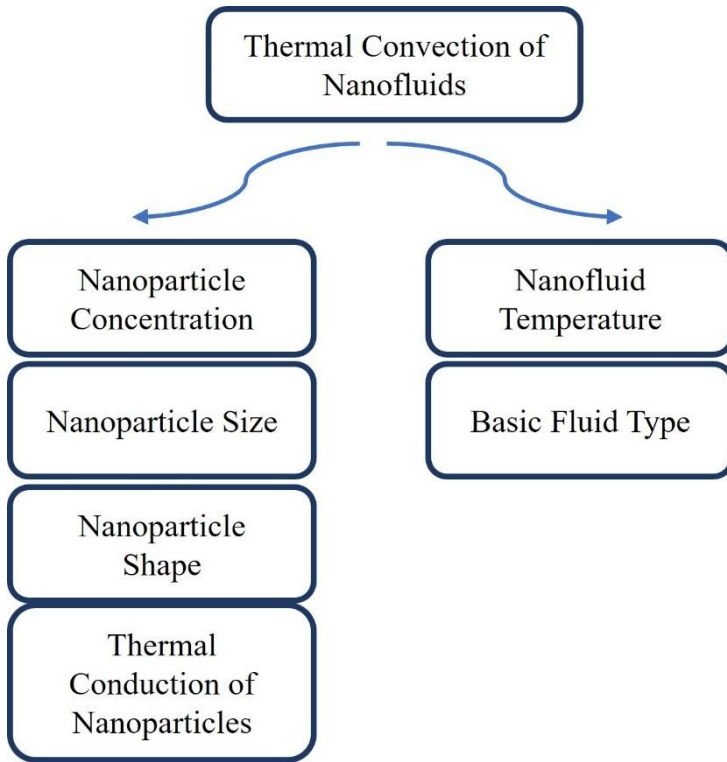 Thermal Convection of
Nanofluids
Nanoparticle
Concentration
Nanoparticle Size
Nanoparticle
Shape
Thermal
Conduction of
Nanoparticles
Nanofluid
Temperature
Basic Fluid Type